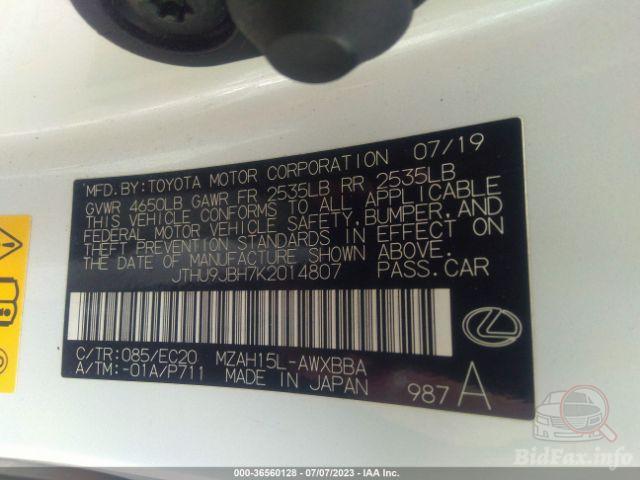 MFD.BY:TOYOTA MOTOR CORPORATION 07/19
GVWR 4650LB GAWR FR 2535LB RR 2535LB
THIS VEHICLE CONFORMS TO ALL APPLICABLE
FEDERAL MOTOR VEHICLE SAFETY,BUMPER,AND
THEFT PREVENTION STANDARDS IN EFFECT ON
THE DATE OF MANUFACTURE SHOWN ABOVE.
JTHU9JBH7K2014807 PASS.CAR
C/TR:085/EC20 MZAH15L-AWXBBA
A/TM:-01A/P711 MADE IN JAPAN
987 A
000-36560128 - 07/07/2023 - IAA Inc.
BidFax.info